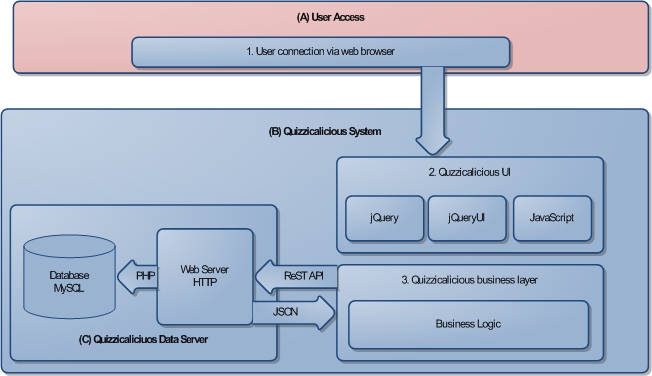 (A) User Access
1. User connection via web browser
(B) Quizzicalicious System
2. Quzzicalicious UI
jQuery
jQueryUI
JavaScript
Database
MySQL
PHP
Web Server
HTTP
ReST API
JSON
3. Quizzicalicious business layer
Business Logic
(C) Quizzicaliciuos Data Server